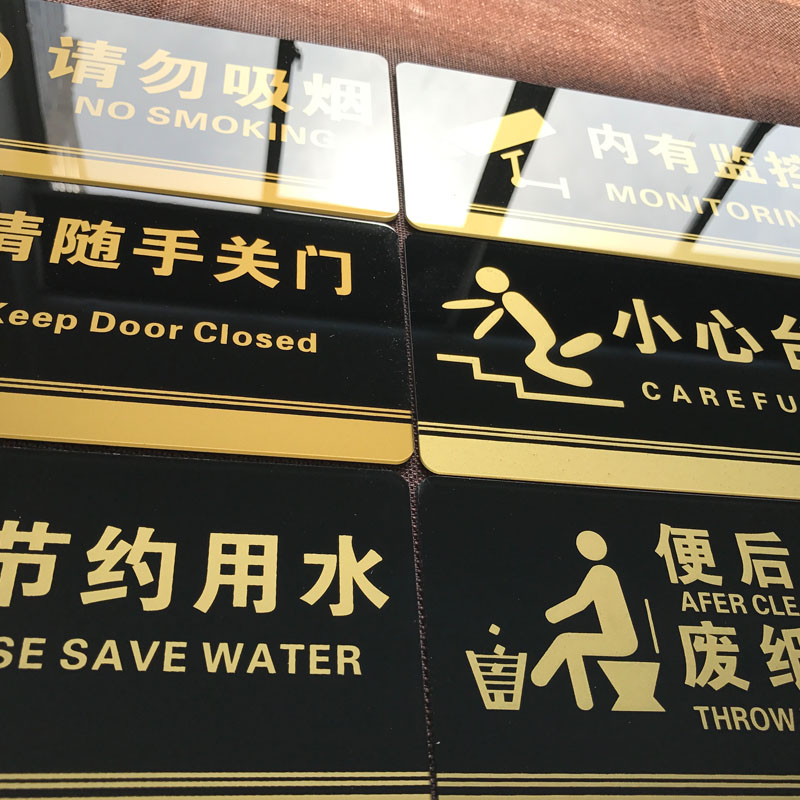 请勿吸烟
NO SMOKING
内有监控
MONITORIN
请随手关门
Keep Door Closed
小心台
CAREFU
节约用水
SE SAVE WATER
便后
AFER CLE
废纸
THROW